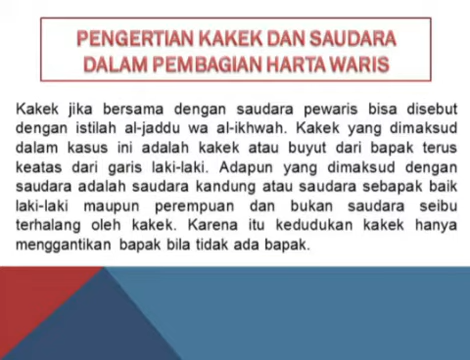 PENGERTIAN KAKEK DAN SAUDARA
DALAM PEMBAGIAN HARTA WARIS
Kakek jika bersama dengan saudara pewaris bisa disebut
dengan istilah al-jaddu wa al-ikhwah. Kakek yang dimaksud
dalam kasus ini adalah kakek atau buyut dari bapak terus
keatas dari garis laki-laki. Adapun yang dimaksud dengan
saudara adalah saudara kandung atau saudara sebapak baik
laki-laki maupun perempuan dan bukan saudara seibu
terhalang oleh kakek. Karena itu kedudukan kakek hanya
menggantikan bapak bila tidak ada bapak.